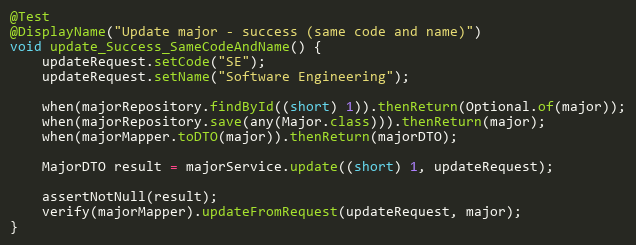 @Test
@DisplayName("Update major - success (same code and name)")
void update_Success_SameCodeAndName() {
    updateRequest.setCode("SE");
    updateRequest.setName("Software Engineering");

    when(majorRepository.findById((short) 1)).thenReturn(Optional.of(major));
    when(majorRepository.save(any(Major.class))).thenReturn(major);
    when(majorMapper.toDTO(major)).thenReturn(majorDTO);

    MajorDTO result = majorService.update((short) 1, updateRequest);

    assertNotNull(result);
    verify(majorMapper).updateFromRequest(updateRequest, major);
}